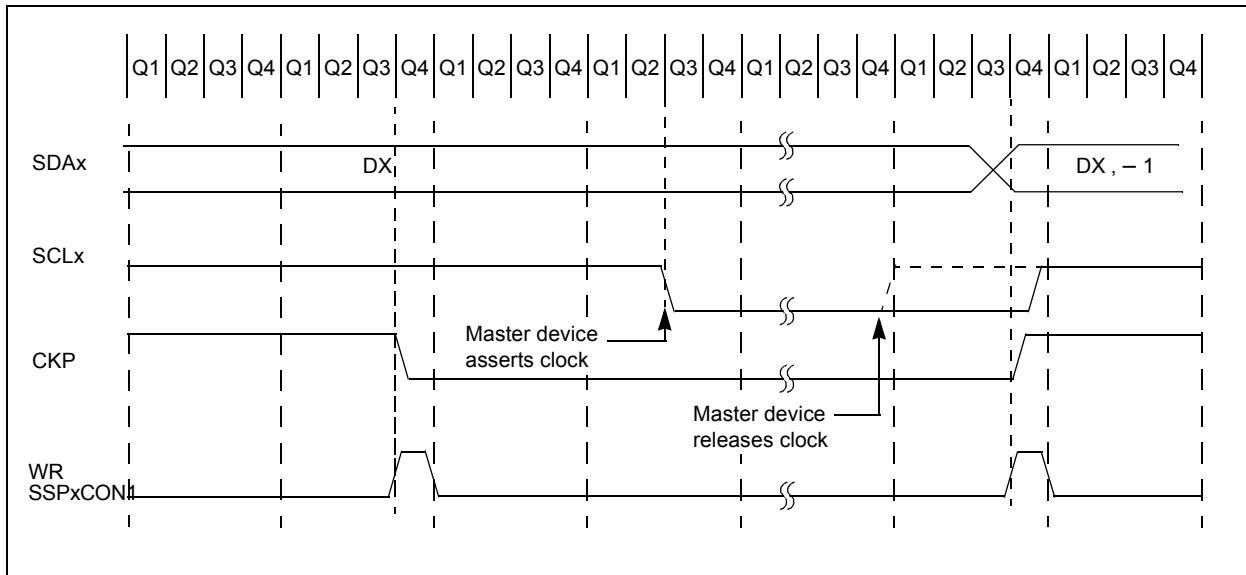 Q1 Q2 Q3 Q4 Q1 Q2 Q3 Q4 Q1 Q2 Q3 Q4 Q1 Q2 Q3 Q4 Q1 Q2 Q3 Q4 Q1 Q2 Q3 Q4 Q1 Q2 Q3 Q4
SDAx
DX
DX , – 1
SCLx
Master device
asserts clock
CKP
Master device
releases clock
WR
SSPxCON1